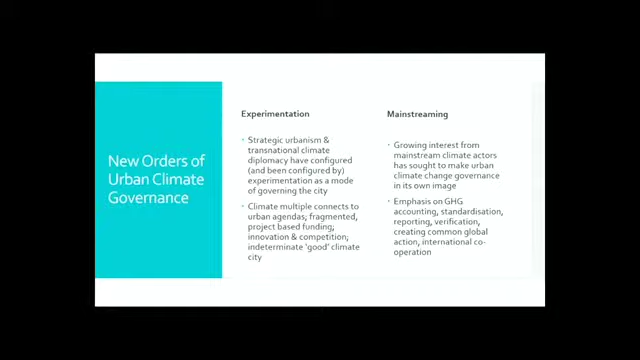 New Orders of
Urban Climate
Governance
Experimentation
Strategic urbanism &
transnational climate
diplomacy have configured
(and been configured by)
experimentation as a mode
of governing the city
Climate multiple connects to
urban agendas; fragmented,
project based funding;
innovation & competition;
indeterminate 'good' climate
city
Mainstreaming
Growing interest from
mainstream climate actors
has sought to make urban
climate change governance
in its own image
Emphasis on GHG
accounting, standardisation,
reporting, verification,
creating common global
action, international co-
operation